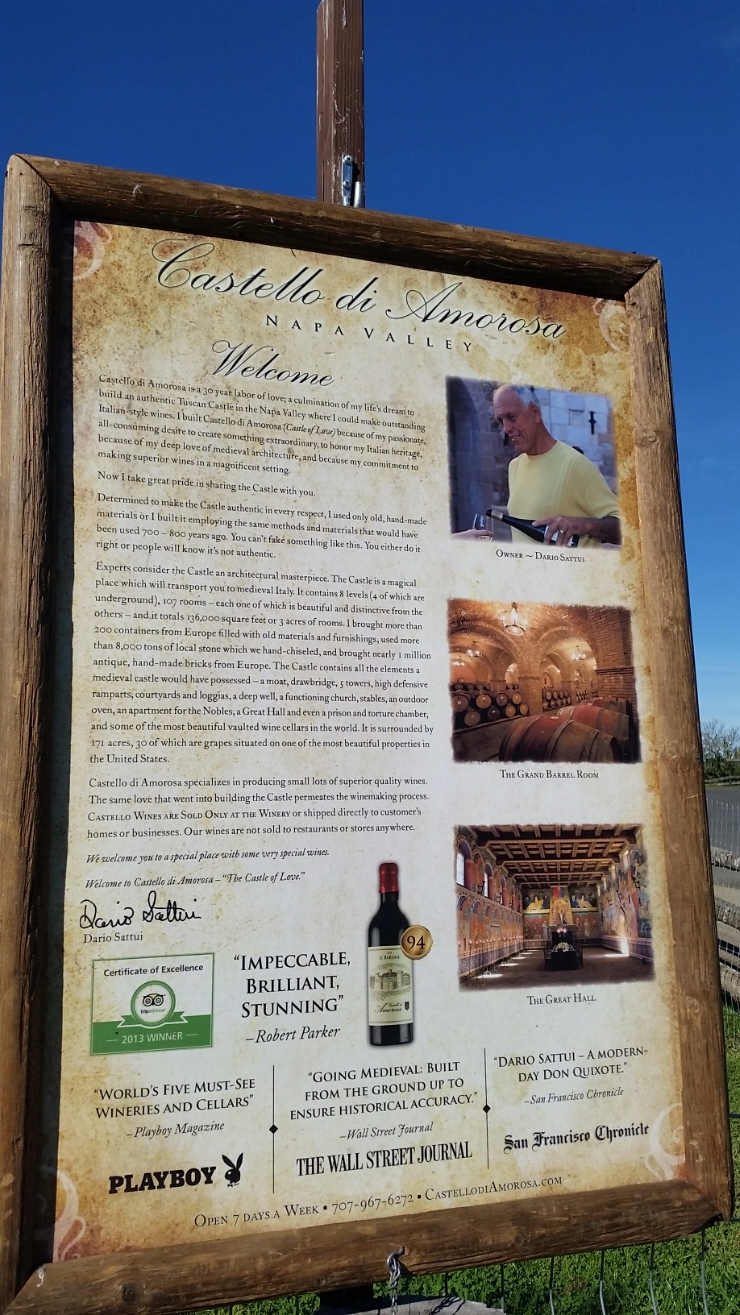 Castello di Amorosa
NAPA VALLEY
Welcome
Castello di Amorosa is a 30 year labor of love; a culmination of my life's dream to
build an authentic Tuscan Castle in the Napa Valley where I could make outstanding
Italian-style wines. I built Castello di Amorosa (Castle of Love) because of my passionate,
all-consuming desire to create something extraordinary, to honor my Italian heritage,
because of my deep love of medieval architecture, and because my commitment to
making superior wines in a magnificent setting.
Now I take great pride in sharing the Castle with you.
Determined to make the Castle authentic in every respect, I used only old, hand-made
materials or I built it employing the same methods and materials that would have
been used 700 – 800 years ago. You can't fake something like this. You either do it
right or people will know it's not authentic.
Experts consider the Castle an architectural masterpiece. The Castle is a magical
place which will transport you to medieval Italy. It contains 8 levels (4 of which are
underground), 107 rooms – each one of which is beautiful and distinctive from the
others – and it totals 136,000 square feet or 3 acres of rooms. I brought more than
200 containers from Europe filled with old materials and furnishings, used more
than 8,000 tons of local stone which we hand-chiseled, and brought nearly 1 million
antique, hand-made bricks from Europe. The Castle contains all the elements a
medieval castle would have possessed – a moat, drawbridge, 5 towers, high defensive
ramparts, courtyards and loggias, a deep well, a functioning church, stables, an outdoor
oven, an apartment for the Nobles, a Great Hall and even a prison and torture chamber,
and some of the most beautiful vaulted wine cellars in the world. It is surrounded by
171 acres, 30 of which are grapes situated on one of the most beautiful properties in
the United States.
Castello di Amorosa specializes in producing small lots of superior quality wines.
The same love that went into building the Castle permeates the winemaking process.
CASTELLO WINES ARE SOLD ONLY AT THE WINERY or shipped directly to customer's
homes or businesses. Our wines are not sold to restaurants or stores anywhere.
We welcome you to a special place with some very special wines.
Welcome to Castello di Amorosa – "The Castle of Love."
Dario Sattui
Dario Sattui
OWNER ~ DARIO SATTUI
THE GRAND BARREL ROOM
THE GREAT HALL
Certificate of Excellence
tripadvisor
2013 WINNER
"IMPECCABLE,
BRILLIANT,
STUNNING"
–Robert Parker
94
IL BARONE
Castello di
Amorosa
"WORLD'S FIVE MUST-SEE
WINERIES AND CELLARS"
–Playboy Magazine
PLAYBOY
"GOING MEDIEVAL: BUILT
FROM THE GROUND UP TO
ENSURE HISTORICAL ACCURACY."
–Wall Street Journal
THE WALL STREET JOURNAL
"DARIO SATTUI – A MODERN-
DAY DON QUIXOTE."
–San Francisco Chronicle
San Francisco Chronicle
OPEN 7 DAYS A WEEK • 707-967-6272 • CASTELLODIAMOROSA.COM